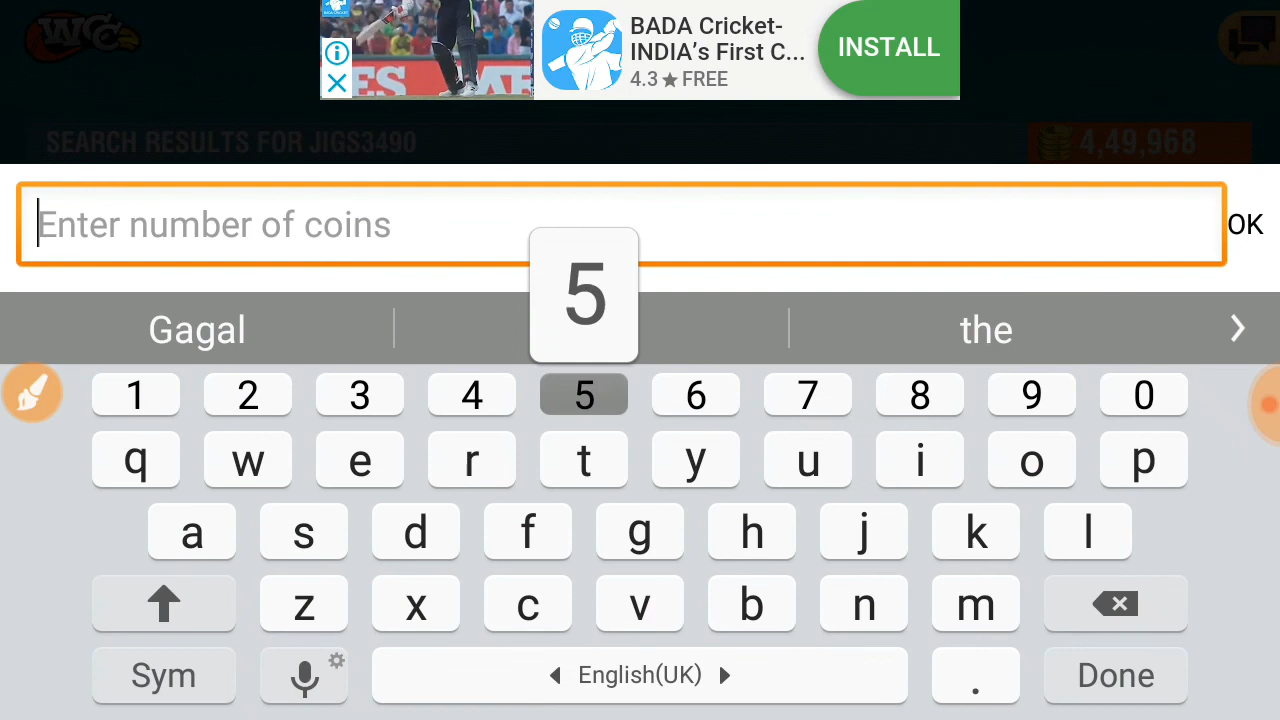 BADA Cricket-
INDIA's First C...
4.3 ★ FREE
INSTALL
WCC
SEARCH RESULTS FOR JIGS3490
4,49,968
Enter number of coins
OK
5
Gagal
the
1 2 3 4 5 6 7 8 9 0
q w e r t y u i o p
a s d f g h j k l
z x c v b n m
Sym
English(UK)
.
Done